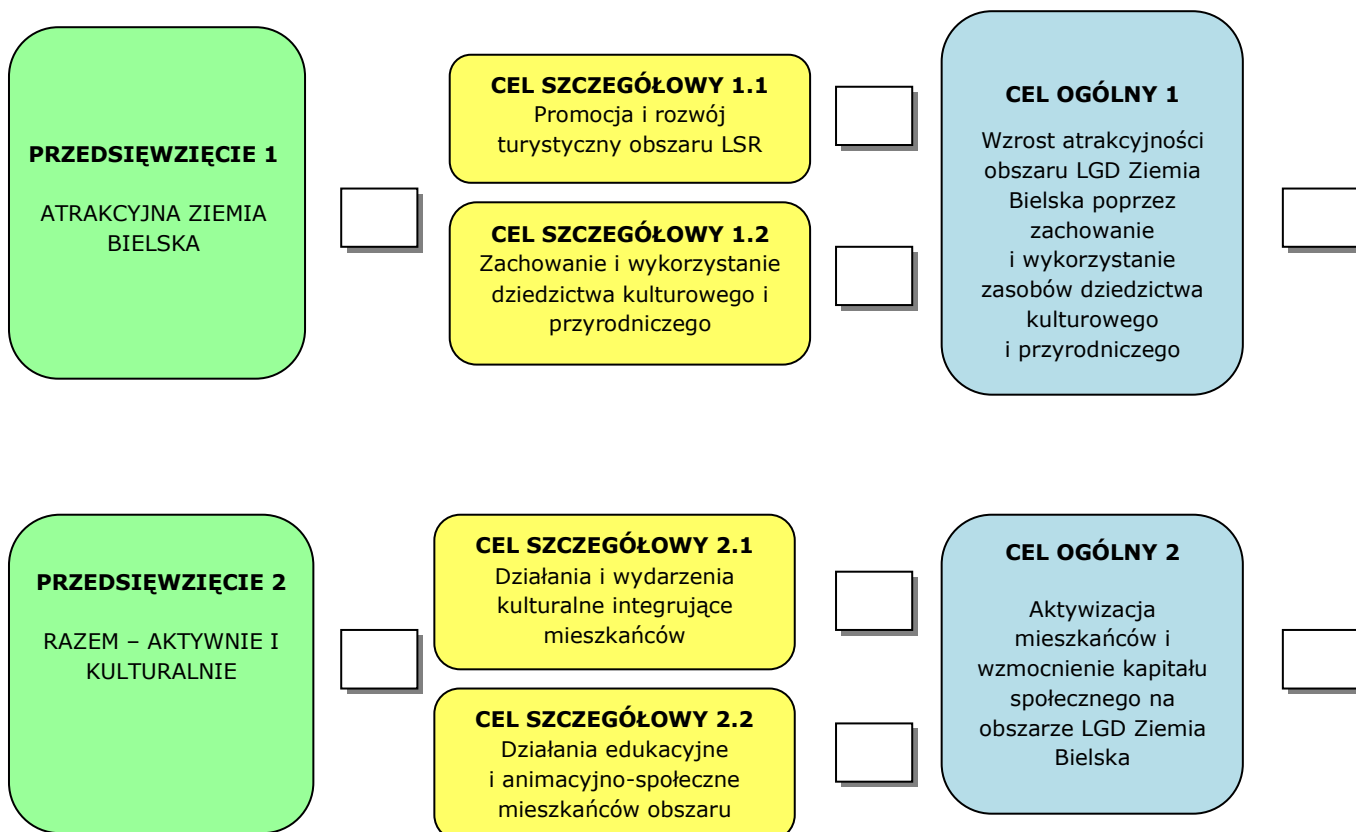 PRZEDSIĘWZIĘCIE 1
ATRAKCYJNA ZIEMIA
BIELSKA
CEL SZCZEGÓŁOWY 1.1
Promocja i rozwój
turystyczny obszaru LSR
CEL SZCZEGÓŁOWY 1.2
Zachowanie i wykorzystanie
dziedzictwa kulturowego i
przyrodniczego
CEL OGÓLNY 1
Wzrost atrakcyjności
obszaru LGD Ziemia
Bielska poprzez
zachowanie
i wykorzystanie
zasobów dziedzictwa
kulturowego
i przyrodniczego
PRZEDSIĘWZIĘCIE 2
RAZEM – AKTYWNIE I
KULTURALNIE
CEL SZCZEGÓŁOWY 2.1
Działania i wydarzenia
kulturalne integrujące
mieszkańców
CEL SZCZEGÓŁOWY 2.2
Działania edukacyjne
i animacyjno-społeczne
mieszkańców obszaru
CEL OGÓLNY 2
Aktywizacja
mieszkańców i
wzmocnienie kapitału
społecznego na
obszarze LGD Ziemia
Bielska